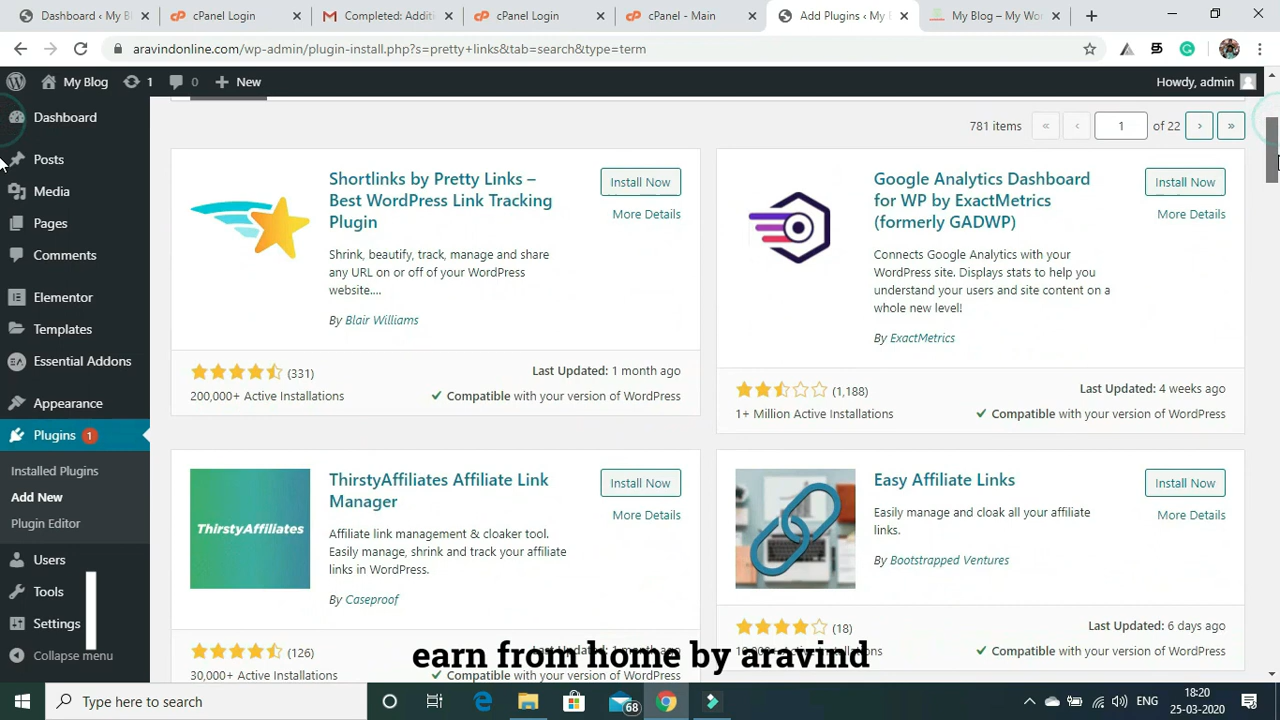 Dashboard ‹ My Bl
cPanel Login
Completed: Additi
cPanel Login
cPanel - Main
Add Plugins ‹ My
My Blog – My Wo
aravindonline.com/wp-admin/plugin-install.php?s=pretty+links&tab=search&type=term
My Blog
1
0
New
Howdy, admin
Dashboard
Posts
Media
Pages
Comments
Elementor
Templates
Essential Addons
Appearance
Plugins 1
Installed Plugins
Add New
Plugin Editor
Users
Tools
Settings
Collapse menu
781 items « ‹ 1 of 22 › »
Shortlinks by Pretty Links –
Best WordPress Link Tracking
Plugin
Install Now
More Details
Shrink, beautify, track, manage and share
any URL on or off of your WordPress
website....
By Blair Williams
(331)
200,000+ Active Installations
Last Updated: 1 month ago
Compatible with your version of WordPress
Google Analytics Dashboard
for WP by ExactMetrics
(formerly GADWP)
Install Now
More Details
Connects Google Analytics with your
WordPress site. Displays stats to help you
understand your users and site content on a
whole new level!
By ExactMetrics
(1,188)
1+ Million Active Installations
Last Updated: 4 weeks ago
Compatible with your version of WordPress
ThirstyAffiliates
ThirstyAffiliates Affiliate Link
Manager
Install Now
More Details
Affiliate link management & cloaker tool.
Easily manage, shrink and track your affiliate
links in WordPress.
By Caseproof
(126)
30,000+ Active Installations
Last Updated: 1 month ago
Compatible with your version of WordPress
Easy Affiliate Links
Install Now
More Details
Easily manage and cloak all your affiliate
links.
By Bootstrapped Ventures
(18)
Active Installations
Last Updated: 6 days ago
Compatible with your version of WordPress
earn from home by aravind
Type here to search
68
ENG
18:20
25-03-2020